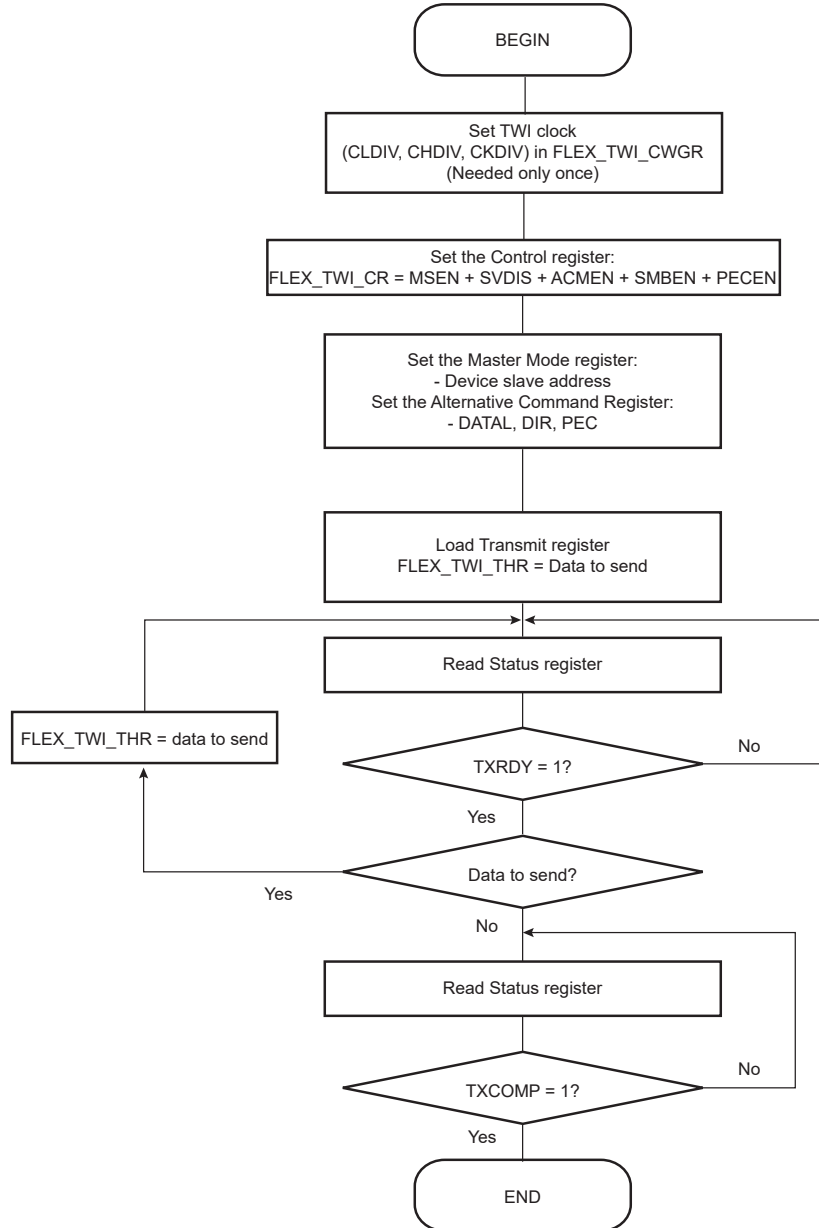 BEGIN
Set TWI clock
(CLDIV, CHDIV, CKDIV) in FLEX_TWI_CWGR
(Needed only once)
Set the Control register:
FLEX_TWI_CR = MSEN + SVDIS + ACMEN + SMBEN + PECEN
Set the Master Mode register:
- Device slave address
Set the Alternative Command Register:
- DATAL, DIR, PEC
Load Transmit register
FLEX_TWI_THR = Data to send
Read Status register
FLEX_TWI_THR = data to send
TXRDY = 1?
No
Yes
Data to send?
Yes
No
Read Status register
TXCOMP = 1?
No
Yes
END